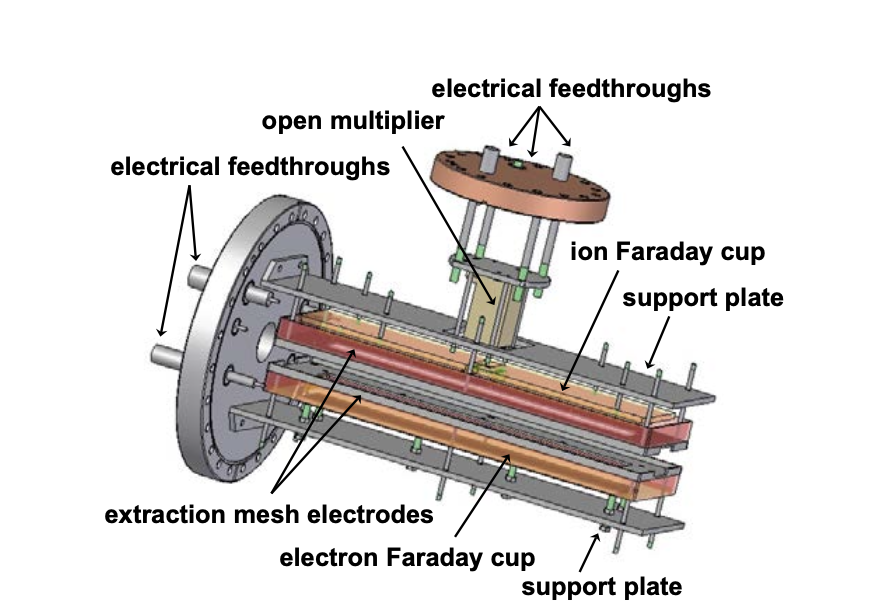 electrical feedthroughs
open multiplier
electrical feedthroughs
ion Faraday cup
support plate
extraction mesh electrodes
electron Faraday cup
support plate